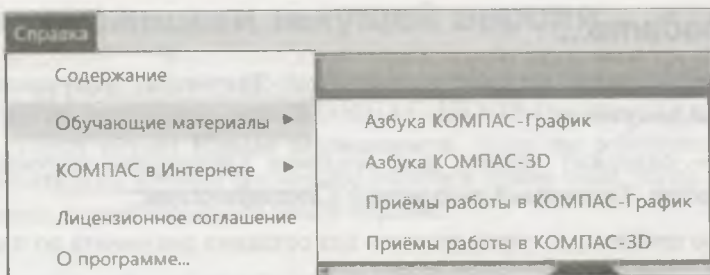 Справка
Содержание
Обучающие материалы
КОМПАС в Интернете
Лицензионное соглашение
О программе...
Азбука КОМПАС-График
Азбука КОМПАС-3D
Приёмы работы в КОМПАС-График
Приёмы работы в КОМПАС-3D